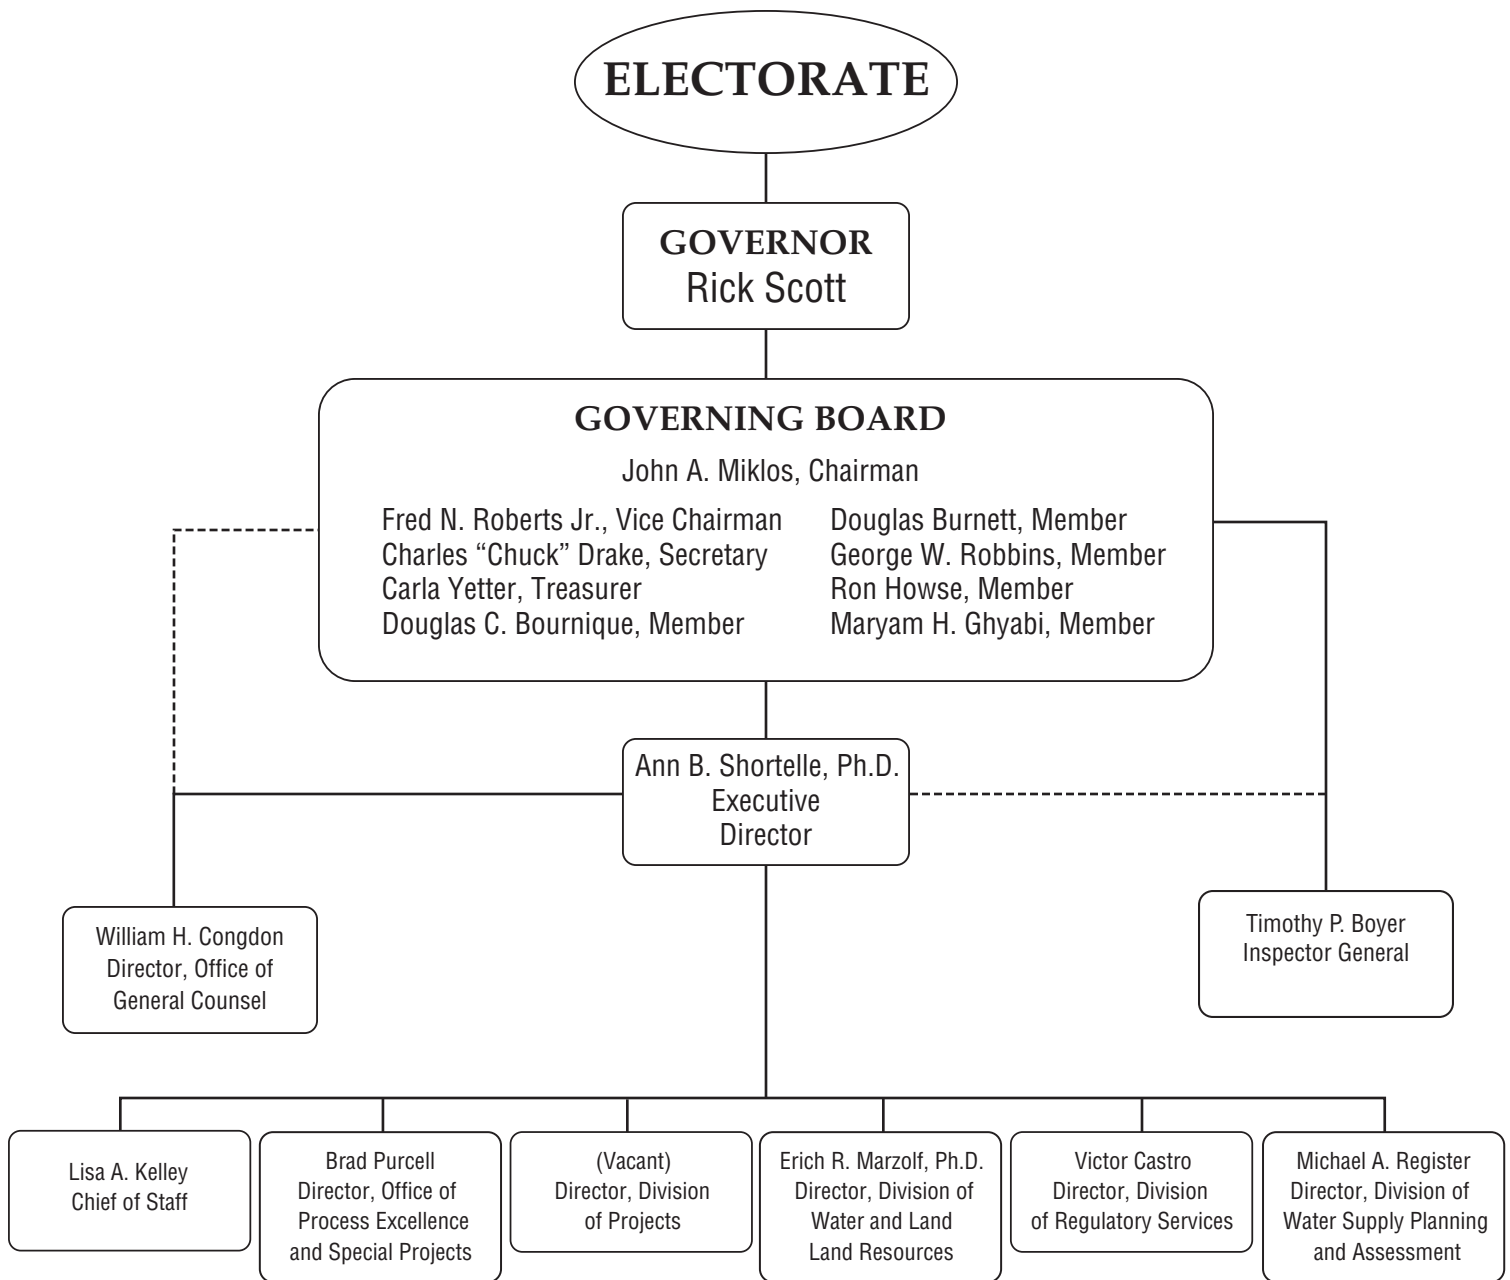 ELECTORATE
GOVERNOR
Rick Scott
GOVERNING BOARD
John A. Miklos, Chairman
Fred N. Roberts Jr., Vice Chairman
Charles “Chuck” Drake, Secretary
Carla Yetter, Treasurer
Douglas C. Bournique, Member
Douglas Burnett, Member
George W. Robbins, Member
Ron Howse, Member
Maryam H. Ghyabi, Member
Ann B. Shortelle, Ph.D.
Executive
Director
William H. Congdon
Director, Office of
General Counsel
Timothy P. Boyer
Inspector General
Lisa A. Kelley
Chief of Staff
Brad Purcell
Director, Office of
Process Excellence
and Special Projects
(Vacant)
Director, Division
of Projects
Erich R. Marzolf, Ph.D.
Director, Division of
Water and Land
Land Resources
Victor Castro
Director, Division
of Regulatory Services
Michael A. Register
Director, Division of
Water Supply Planning
and Assessment